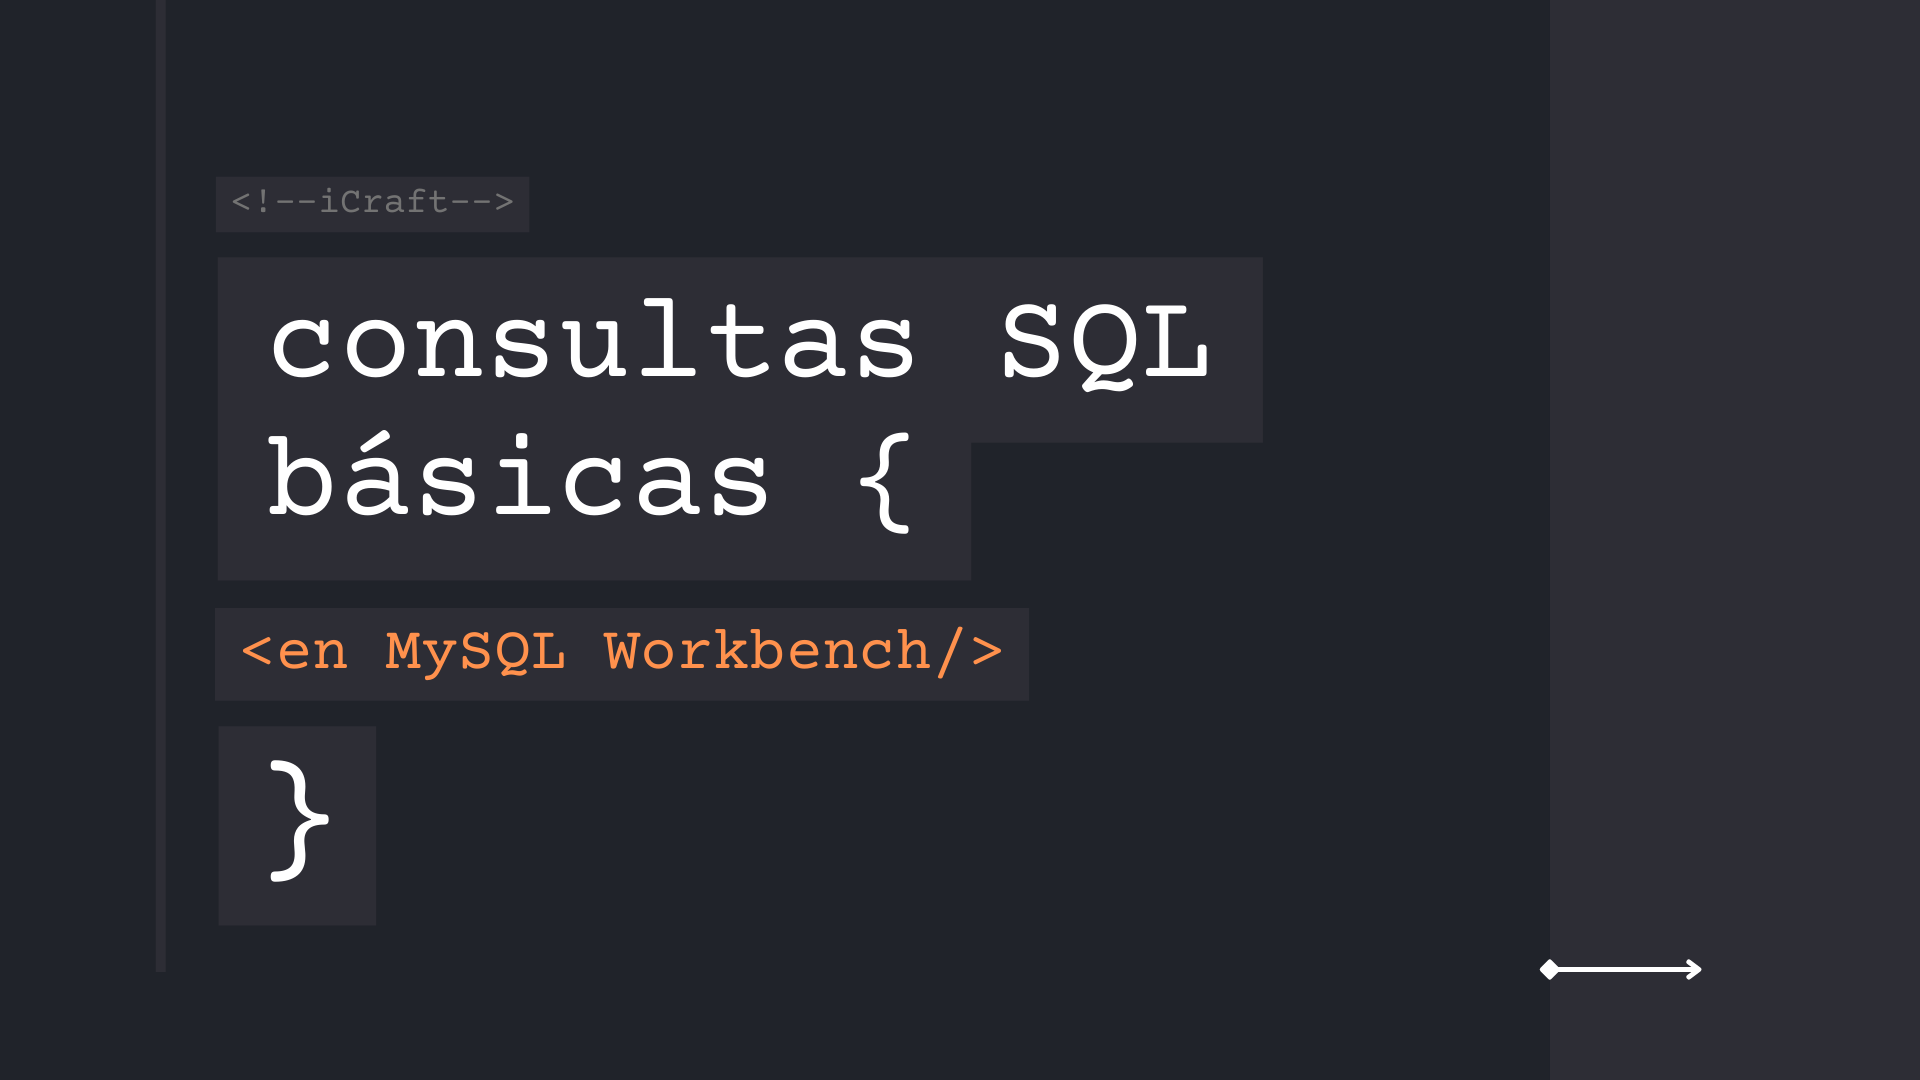 <!--iCraft-->
consultas SQL
básicas {
<en MySQL Workbench/>
}